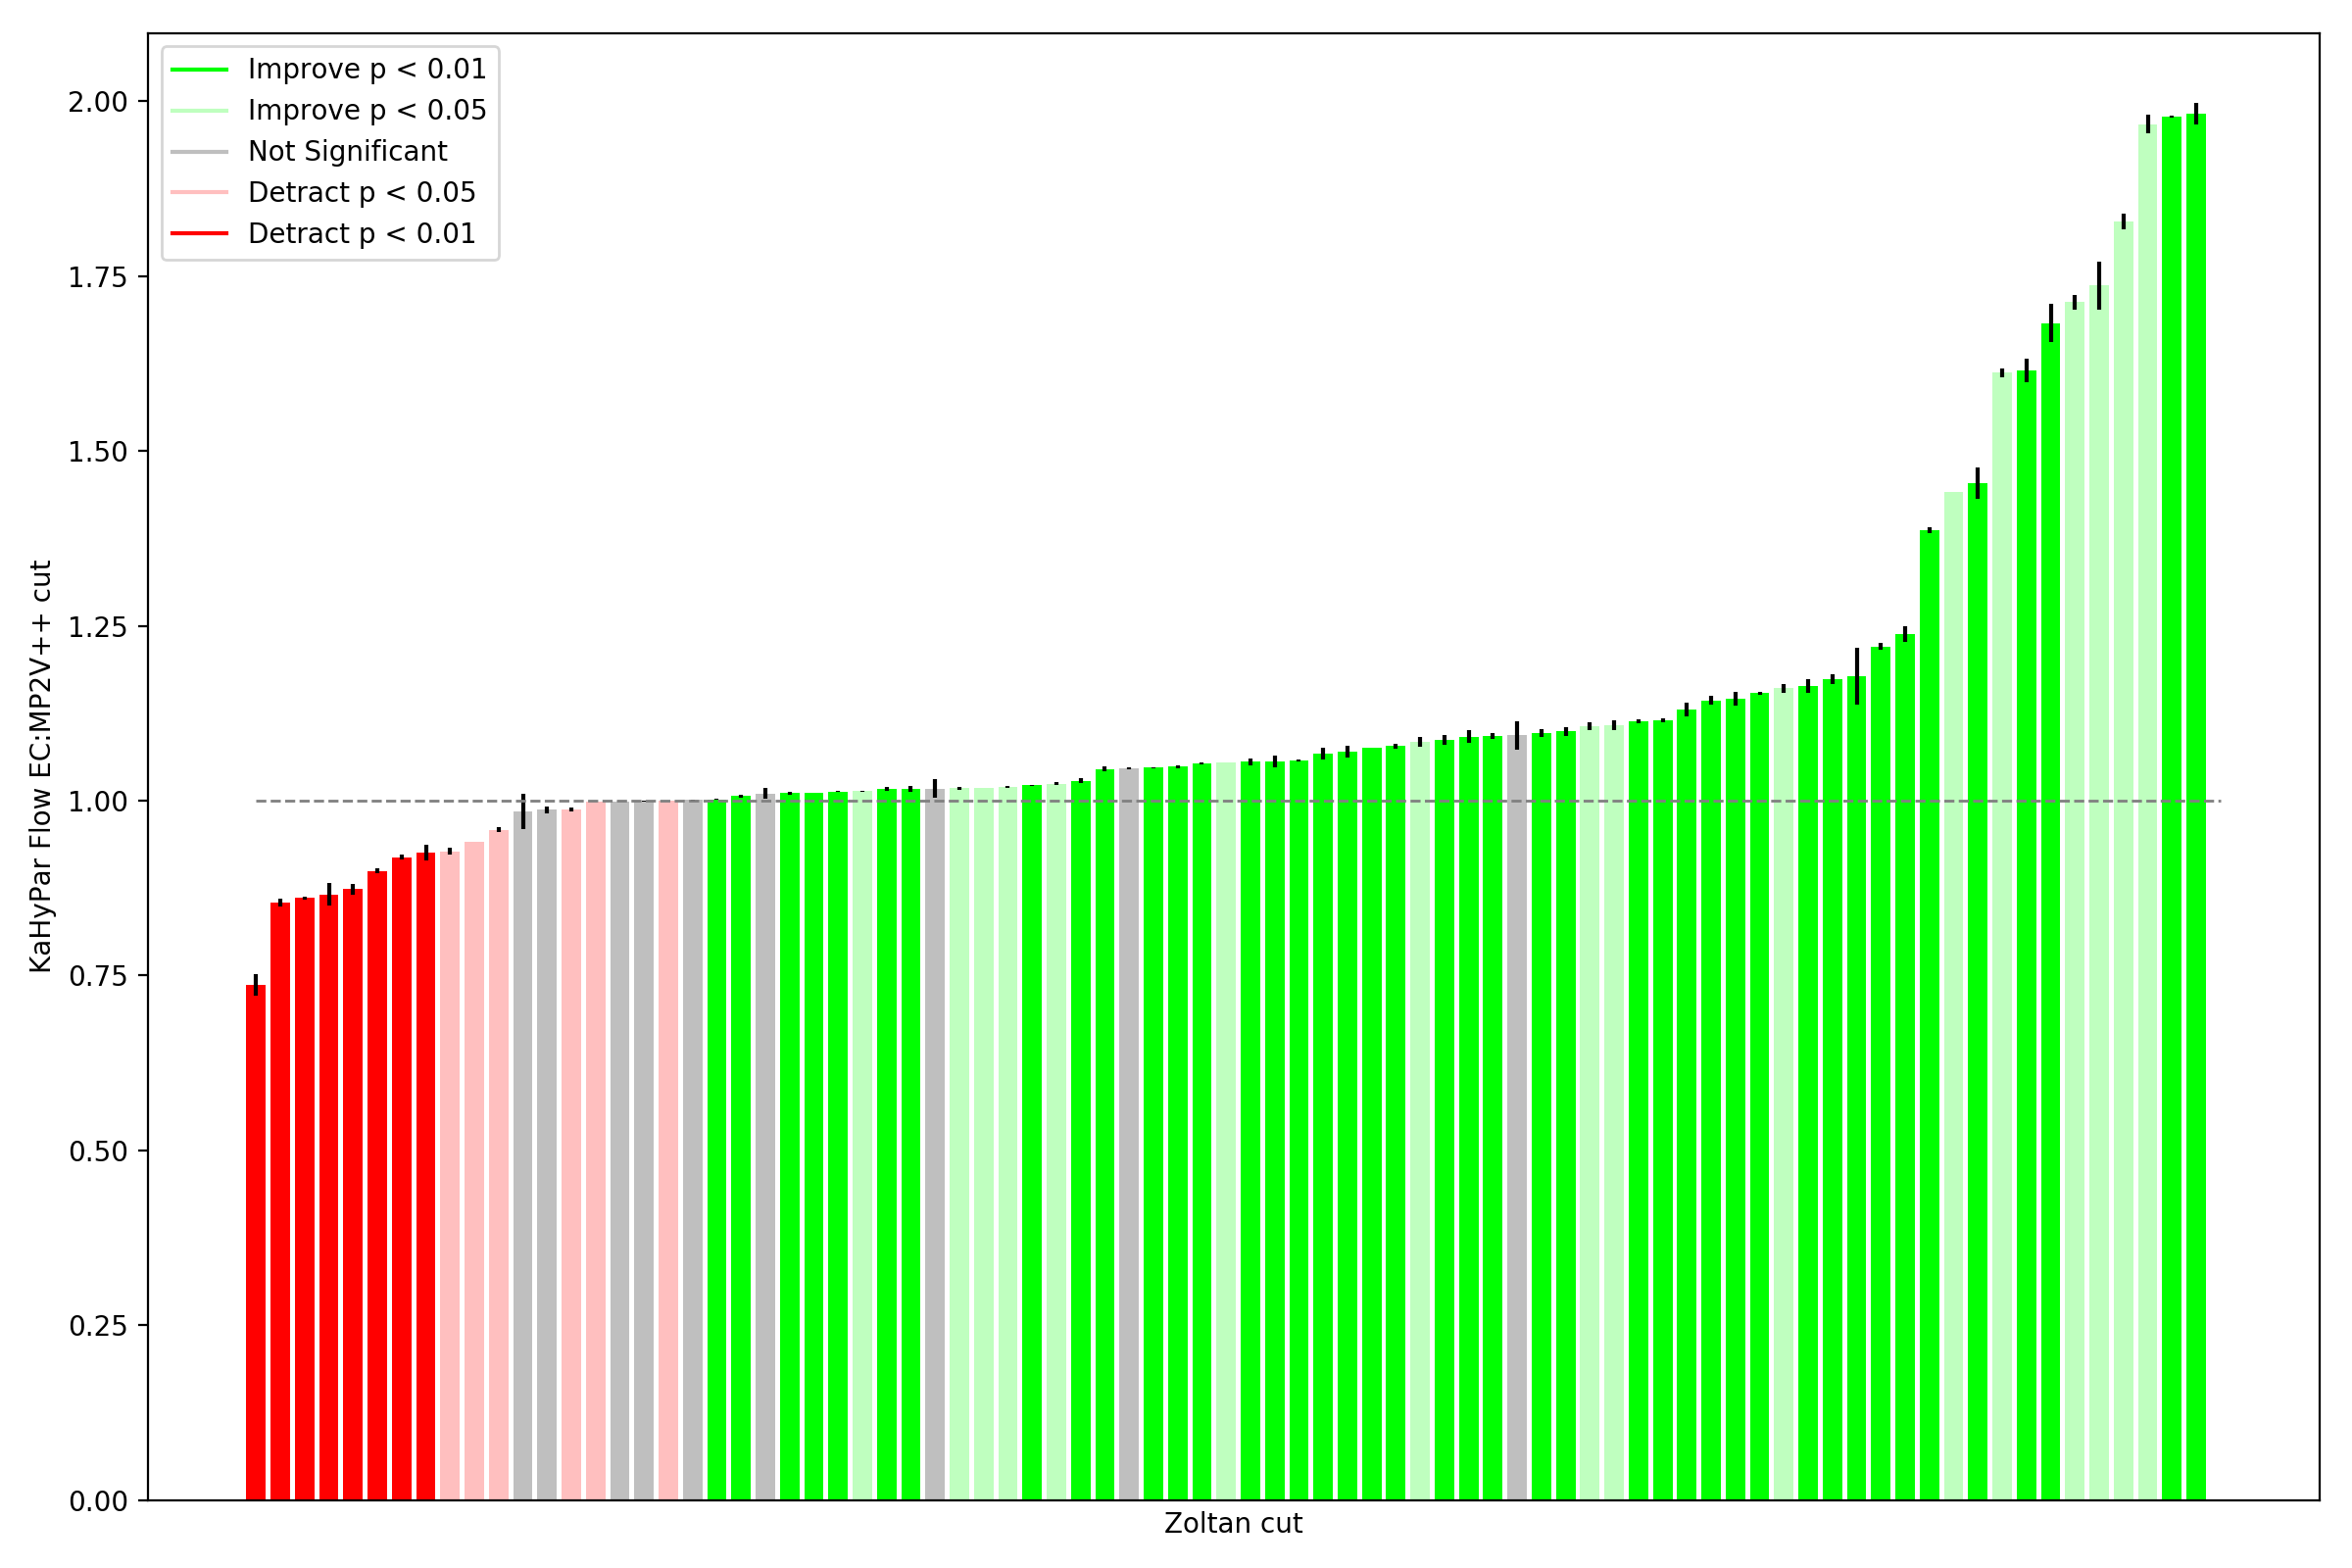 Improve p < 0.01
Improve p < 0.05
Not Significant
Detract p < 0.05
Detract p < 0.01
2.00
1.75
1.50
1.25
1.00
0.75
0.50
0.25
0.00
KaHyPar Flow EC:MP2V++ cut
Zoltan cut